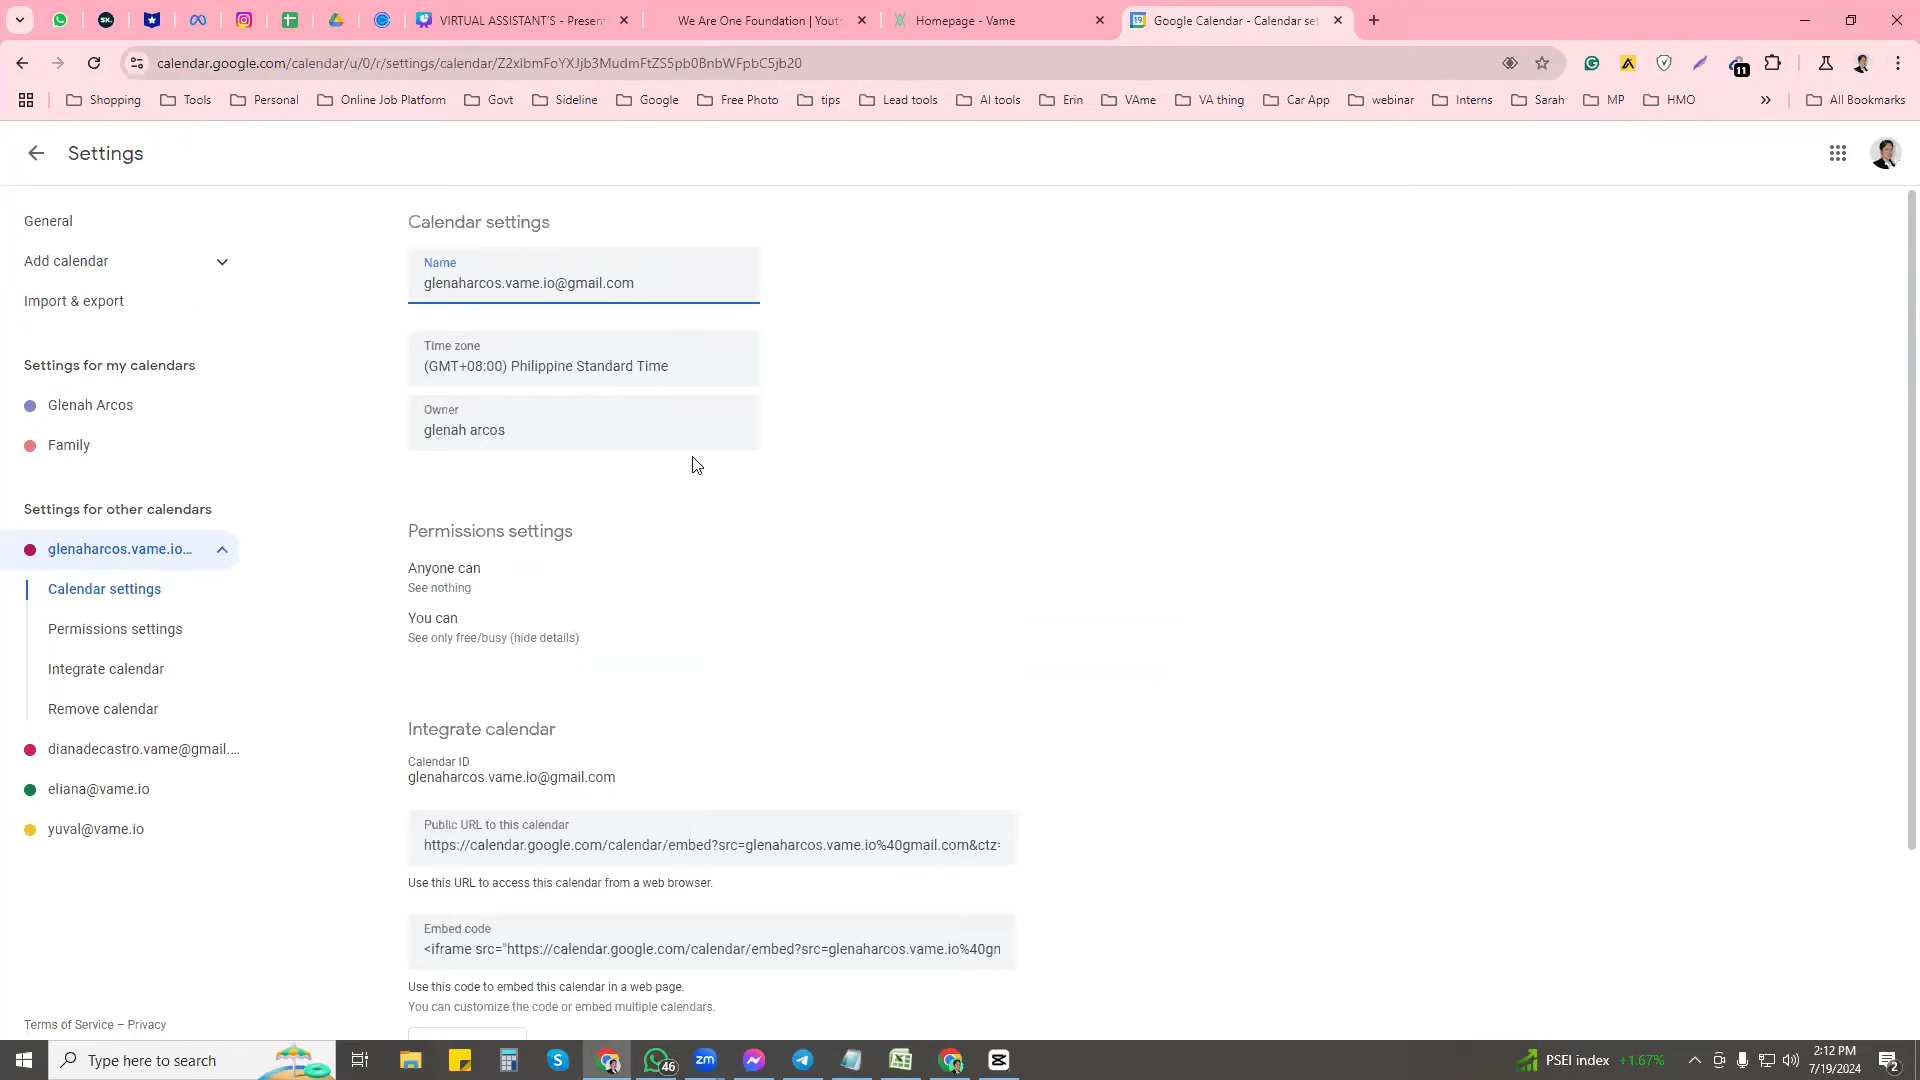 VIRTUAL ASSISTANT'S - Present
We Are One Foundation | Yout
Homepage - Vame
19
Google Calendar - Calendar set
calendar.google.com/calendar/u/0/r/settings/calendar/Z2xlbmFoYXJjb3MudmFtZS5pb0BnbWFpbC5jb20
11
Shopping
Tools
Personal
Online Job Platform
Govt
Sideline
Google
Free Photo
tips
Lead tools
AI tools
Erin
VAme
VA thing
Car App
webinar
Interns
Sarah
MP
HMO
»
All Bookmarks
Settings
General
Add calendar
Import & export
Settings for my calendars
Glenah Arcos
Family
Settings for other calendars
glenaharcos.vame.io...
Calendar settings
Permissions settings
Integrate calendar
Remove calendar
dianadecastro.vame@gmail....
eliana@vame.io
yuval@vame.io
Terms of Service – Privacy
Calendar settings
Name
glenaharcos.vame.io@gmail.com
Time zone
(GMT+08:00) Philippine Standard Time
Owner
glenah arcos
Permissions settings
Anyone can
See nothing
You can
See only free/busy (hide details)
Integrate calendar
Calendar ID
glenaharcos.vame.io@gmail.com
Public URL to this calendar
https://calendar.google.com/calendar/embed?src=glenaharcos.vame.io%40gmail.com&ctz=
Use this URL to access this calendar from a web browser.
Embed code
<iframe src="https://calendar.google.com/calendar/embed?src=glenaharcos.vame.io%40gm
Use this code to embed this calendar in a web page.
You can customize the code or embed multiple calendars.
Type here to search
46
zm
PSEI index +1.67%
2:12 PM
7/19/2024
2